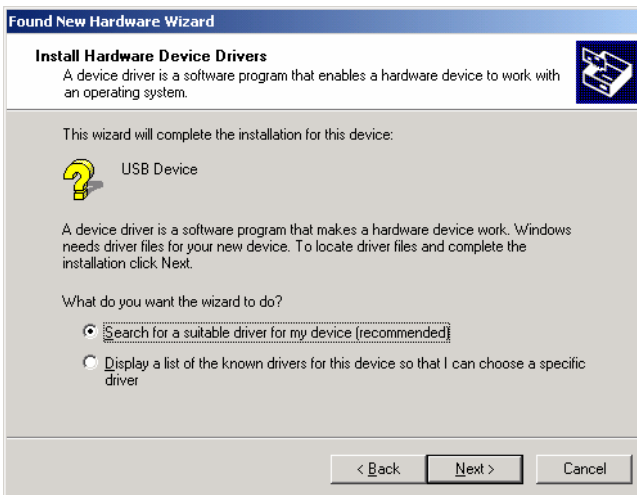 Found New Hardware Wizard
Install Hardware Device Drivers
A device driver is a software program that enables a hardware device to work with
an operating system.
This wizard will complete the installation for this device:
USB Device
A device driver is a software program that makes a hardware device work. Windows
needs driver files for your new device. To locate driver files and complete the
installation click Next.
What do you want the wizard to do?
Search for a suitable driver for my device (recommended)
Display a list of the known drivers for this device so that I can choose a specific
driver
< Back Next > Cancel